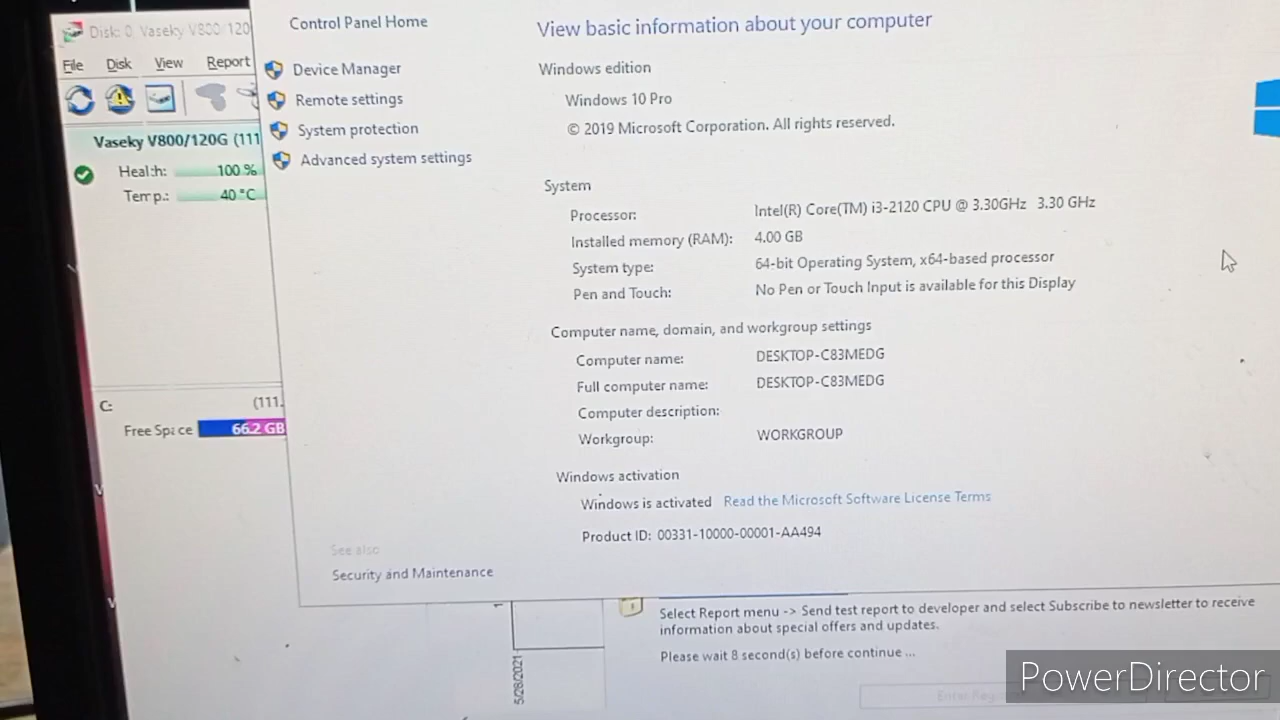 Disk: 0, Vaseky V800/120
File Disk View Report
Vaseky V800/120G (111
Health: 100 %
Temp.: 40 °C
C: (111.
Free Space 66.2 GB
Control Panel Home
Device Manager
Remote settings
System protection
Advanced system settings
See also
Security and Maintenance
View basic information about your computer
Windows edition
Windows 10 Pro
© 2019 Microsoft Corporation. All rights reserved.
System
Processor: Intel(R) Core(TM) i3-2120 CPU @ 3.30GHz 3.30 GHz
Installed memory (RAM): 4.00 GB
System type: 64-bit Operating System, x64-based processor
Pen and Touch: No Pen or Touch Input is available for this Display
Computer name, domain, and workgroup settings
Computer name: DESKTOP-C83MEDG
Full computer name: DESKTOP-C83MEDG
Computer description:
Workgroup: WORKGROUP
Windows activation
Windows is activated Read the Microsoft Software License Terms
Product ID: 00331-10000-00001-AA494
5/28/2021
Select Report menu -> Send test report to developer and select Subscribe to newsletter to receive
information about special offers and updates.
Please wait 8 second(s) before continue ...
Enter
PowerDirector